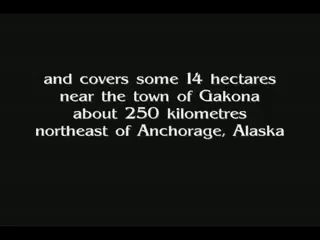 and covers some 14 hectares
near the town of Gakona
about 250 kilometres
northeast of Anchorage, Alaska